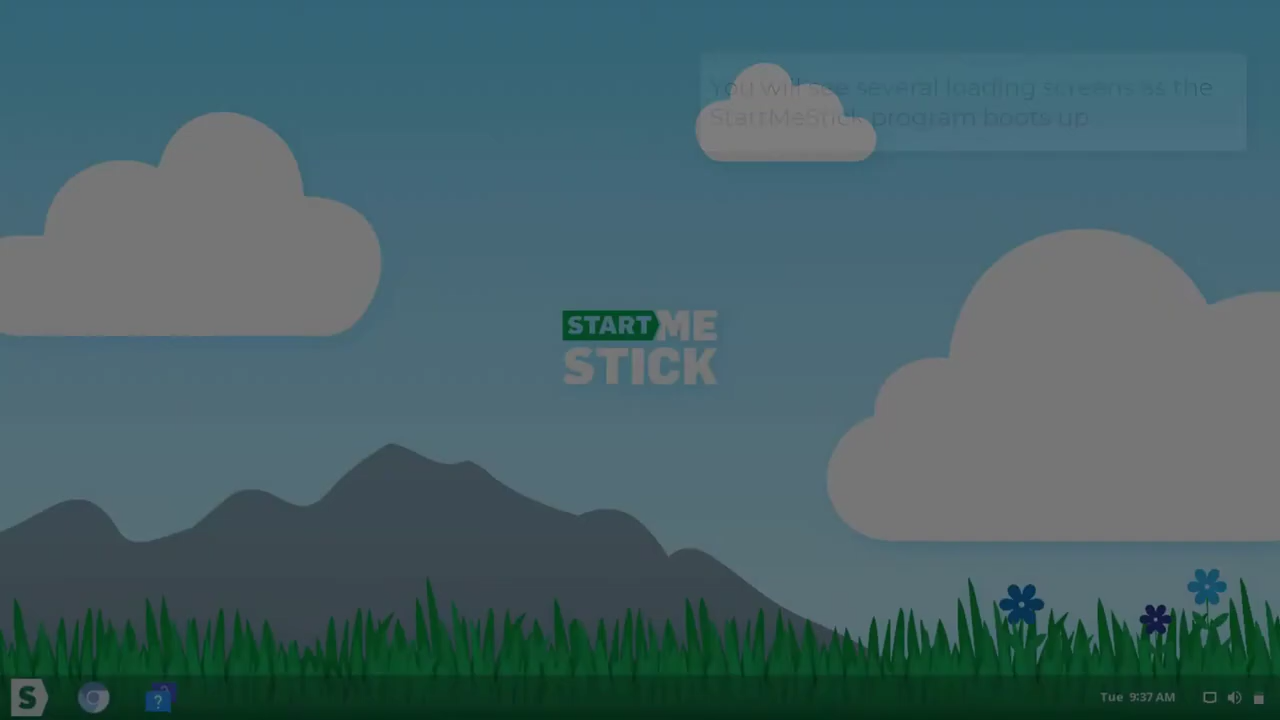 You will see several loading screens as the
StartMeStick program boots up
START ME
STICK
S
?
Tue 9:37 AM